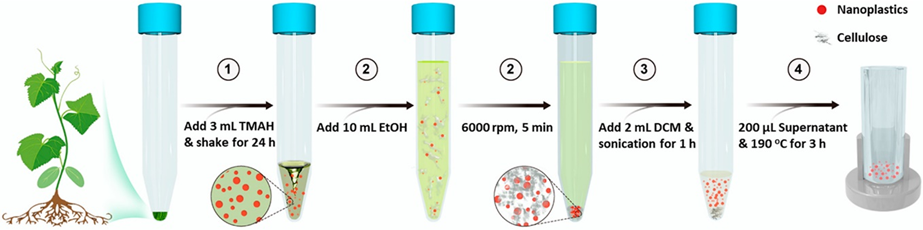 Nanoplastics
Cellulose
1
Add 3 mL TMAH
& shake for 24 h
2
Add 10 mL EtOH
2
6000 rpm, 5 min
3
Add 2 mL DCM &
sonication for 1 h
4
200 μL Supernatant
& 190 ºC for 3 h